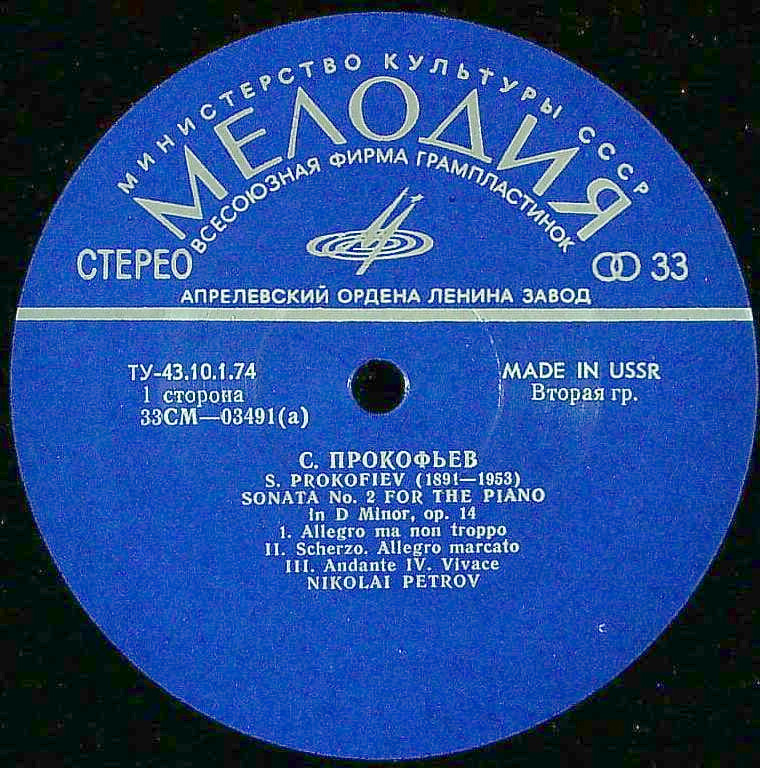 МИНИСТЕРСТВО КУЛЬТУРЫ СССР
МЕЛОДИЯ
ВСЕСОЮЗНАЯ ФИРМА ГРАМПЛАСТИНОК
СТЕРЕО
33
АПРЕЛЕВСКИЙ ОРДЕНА ЛЕНИНА ЗАВОД
ТУ-43.10.1.74
1 сторона
33СМ—03491(а)
MADE IN USSR
Вторая гр.
С. ПРОКОФЬЕВ
S. PROKOFIEV (1891—1953)
SONATA No. 2 FOR THE PIANO
in D Minor, op. 14
I. Allegro ma non troppo
II. Scherzo. Allegro marcato
III. Andante IV. Vivace
NIKOLAI PETROV